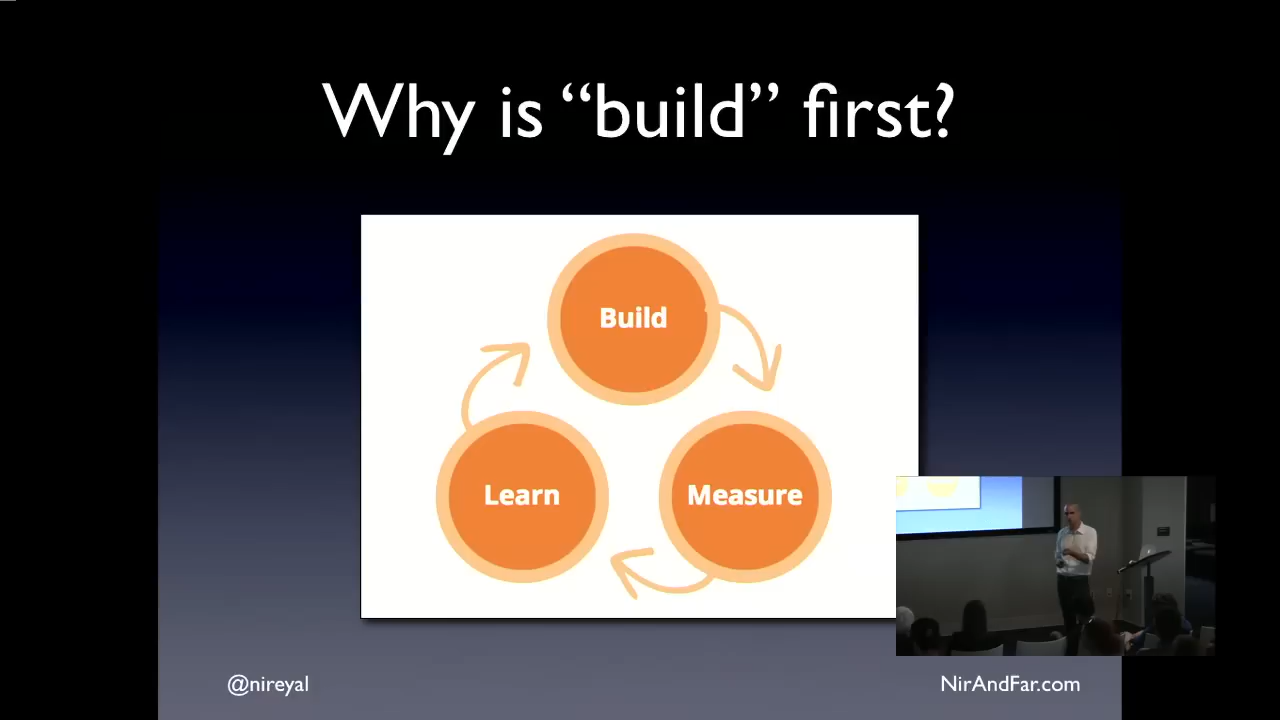 Why is “build” first?
Build
Learn
Measure
@nireyal
NirAndFar.com